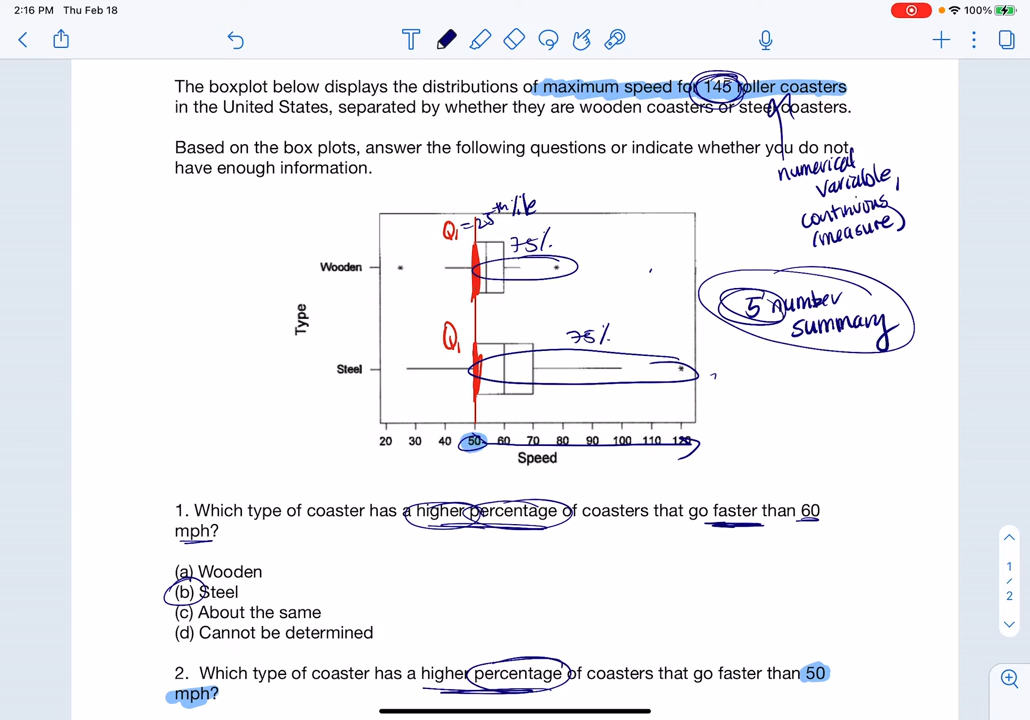 2:16 PM Thu Feb 18
100%
The boxplot below displays the distributions of maximum speed for 145 roller coasters
in the United States, separated by whether they are wooden coasters or steel coasters.
Based on the box plots, answer the following questions or indicate whether you do not
have enough information.
numerical
variable,
continuous
(measure)
Q1 = 25th %ile
75%
Wooden
5 number
summary
Type
Q1
75%
Steel
20 30 40 50 60 70 80 90 100 110 120
Speed
1. Which type of coaster has a higher percentage of coasters that go faster than 60
mph?
(a) Wooden
(b) Steel
(c) About the same
(d) Cannot be determined
1
/
2
2. Which type of coaster has a higher percentage of coasters that go faster than 50
mph?